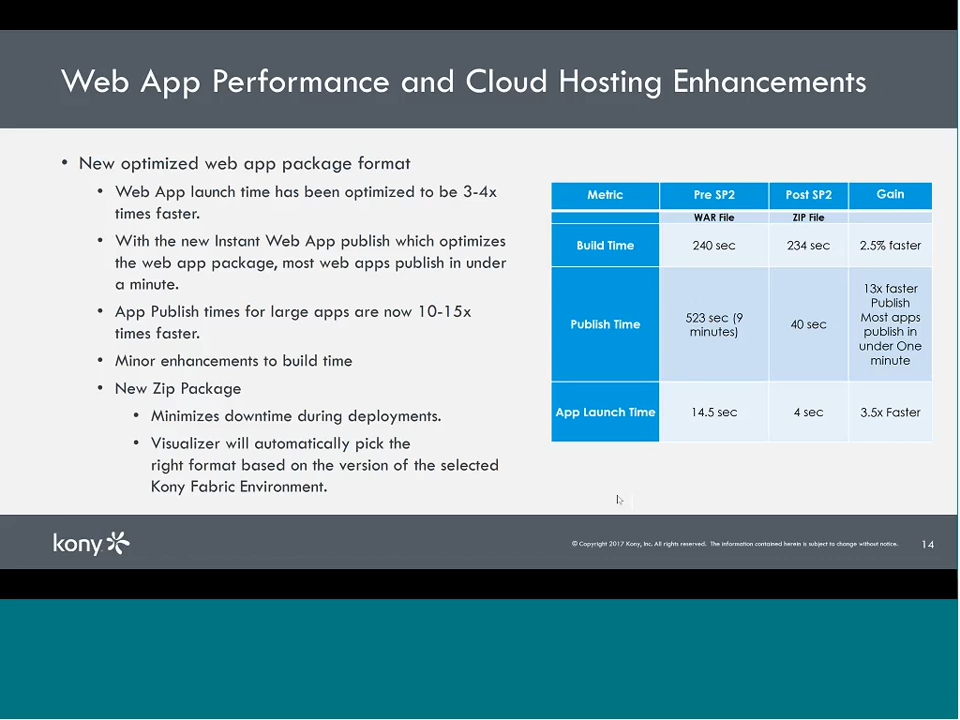 Web App Performance and Cloud Hosting Enhancements
• New optimized web app package format
• Web App launch time has been optimized to be 3-4x
times faster.
• With the new Instant Web App publish which optimizes
the web app package, most web apps publish in under
a minute.
• App Publish times for large apps are now 10-15x
times faster.
• Minor enhancements to build time
• New Zip Package
• Minimizes downtime during deployments.
• Visualizer will automatically pick the
right format based on the version of the selected
Kony Fabric Environment.
Metric Pre SP2 Post SP2 Gain
WAR File ZIP File
Build Time 240 sec 234 sec 2.5% faster
Publish Time 523 sec (9
minutes) 40 sec 13x faster
Publish
Most apps
publish in
under One
minute
App Launch Time 14.5 sec 4 sec 3.5x Faster
kony
© Copyright 2017 Kony, Inc. All rights reserved. The information contained herein is subject to change without notice. 14